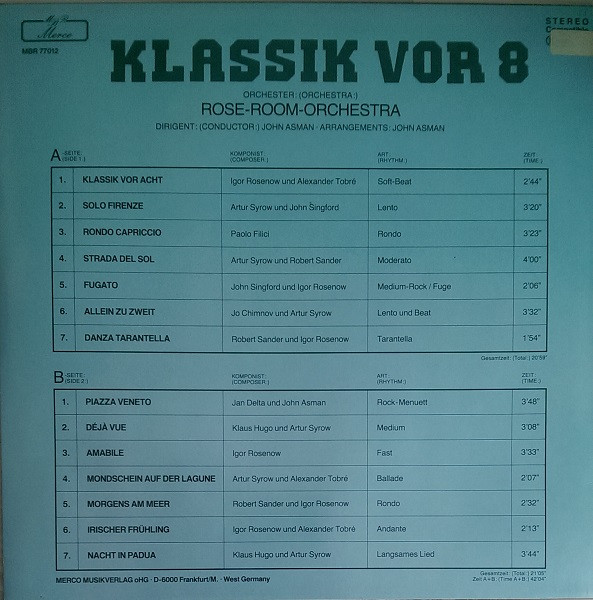 Merco
MBR 77012
STEREO
KLASSIK VOR 8
ORCHESTER: (ORCHESTRA:)
ROSE-ROOM-ORCHESTRA
DIRIGENT: (CONDUCTOR:) JOHN ASMAN · ARRANGEMENTS: JOHN ASMAN
A-SEITE: (SIDE 1:) KOMPONIST: (COMPOSER:) ART: (RHYTHM:) ZEIT: (TIME:)
1. KLASSIK VOR ACHT Igor Rosenow und Alexander Tobré Soft-Beat 2'44"
2. SOLO FIRENZE Artur Syrow und John Singford Lento 3'20"
3. RONDO CAPRICCIO Paolo Filici Rondo 3'23"
4. STRADA DEL SOL Artur Syrow und Robert Sander Moderato 4'00"
5. FUGATO John Singford und Igor Rosenow Medium-Rock / Fuge 2'06"
6. ALLEIN ZU ZWEIT Jo Chimnov und Artur Syrow Lento und Beat 3'32"
7. DANZA TARANTELLA Robert Sander und Igor Rosenow Tarantella 1'54"
Gesamtzeit: (Total:) 20'59"
B-SEITE: (SIDE 2:) KOMPONIST: (COMPOSER:) ART: (RHYTHM:) ZEIT: (TIME:)
1. PIAZZA VENETO Jan Delta und John Asman Rock-Menuett 3'48"
2. DÉJÀ VUE Klaus Hugo und Artur Syrow Medium 3'08"
3. AMABILE Igor Rosenow Fast 3'33"
4. MONDSCHEIN AUF DER LAGUNE Artur Syrow und Alexander Tobré Ballade 2'07"
5. MORGENS AM MEER Robert Sander und Igor Rosenow Rondo 2'32"
6. IRISCHER FRÜHLING Igor Rosenow und Alexander Tobré Andante 2'13"
7. NACHT IN PADUA Klaus Hugo und Artur Syrow Langsames Lied 3'44"
Gesamtzeit: (Total:) 21'05"
MERCO MUSIKVERLAG oHG · D-6000 Frankfurt/M. · West Germany Zeit A + B: (Time A + B:) 42'04"